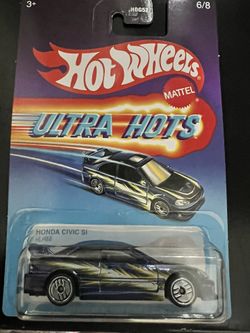 3+
6/8
HOT WHEELS
MATTEL
ULTRA HOTS
HONDA CIVIC SI